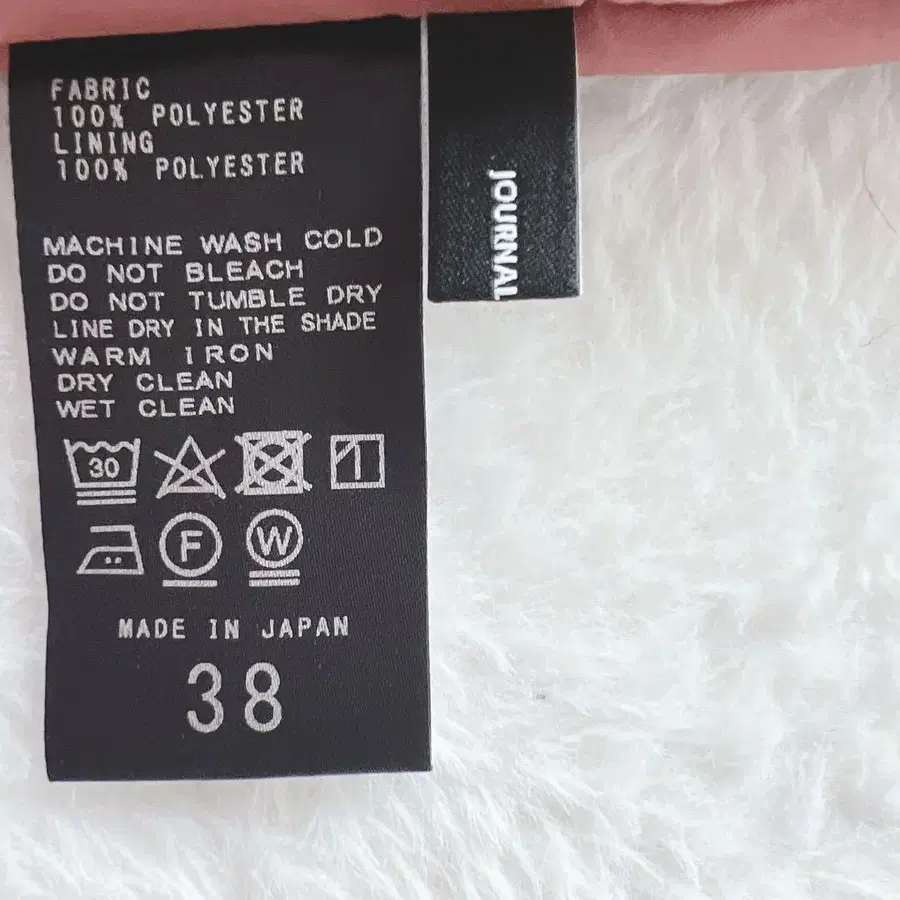 FABRIC
100% POLYESTER
LINING
100% POLYESTER
MACHINE WASH COLD
DO NOT BLEACH
DO NOT TUMBLE DRY
LINE DRY IN THE SHADE
WARM IRON
DRY CLEAN
WET CLEAN
30
F
W
MADE IN JAPAN
38
JOURNAL